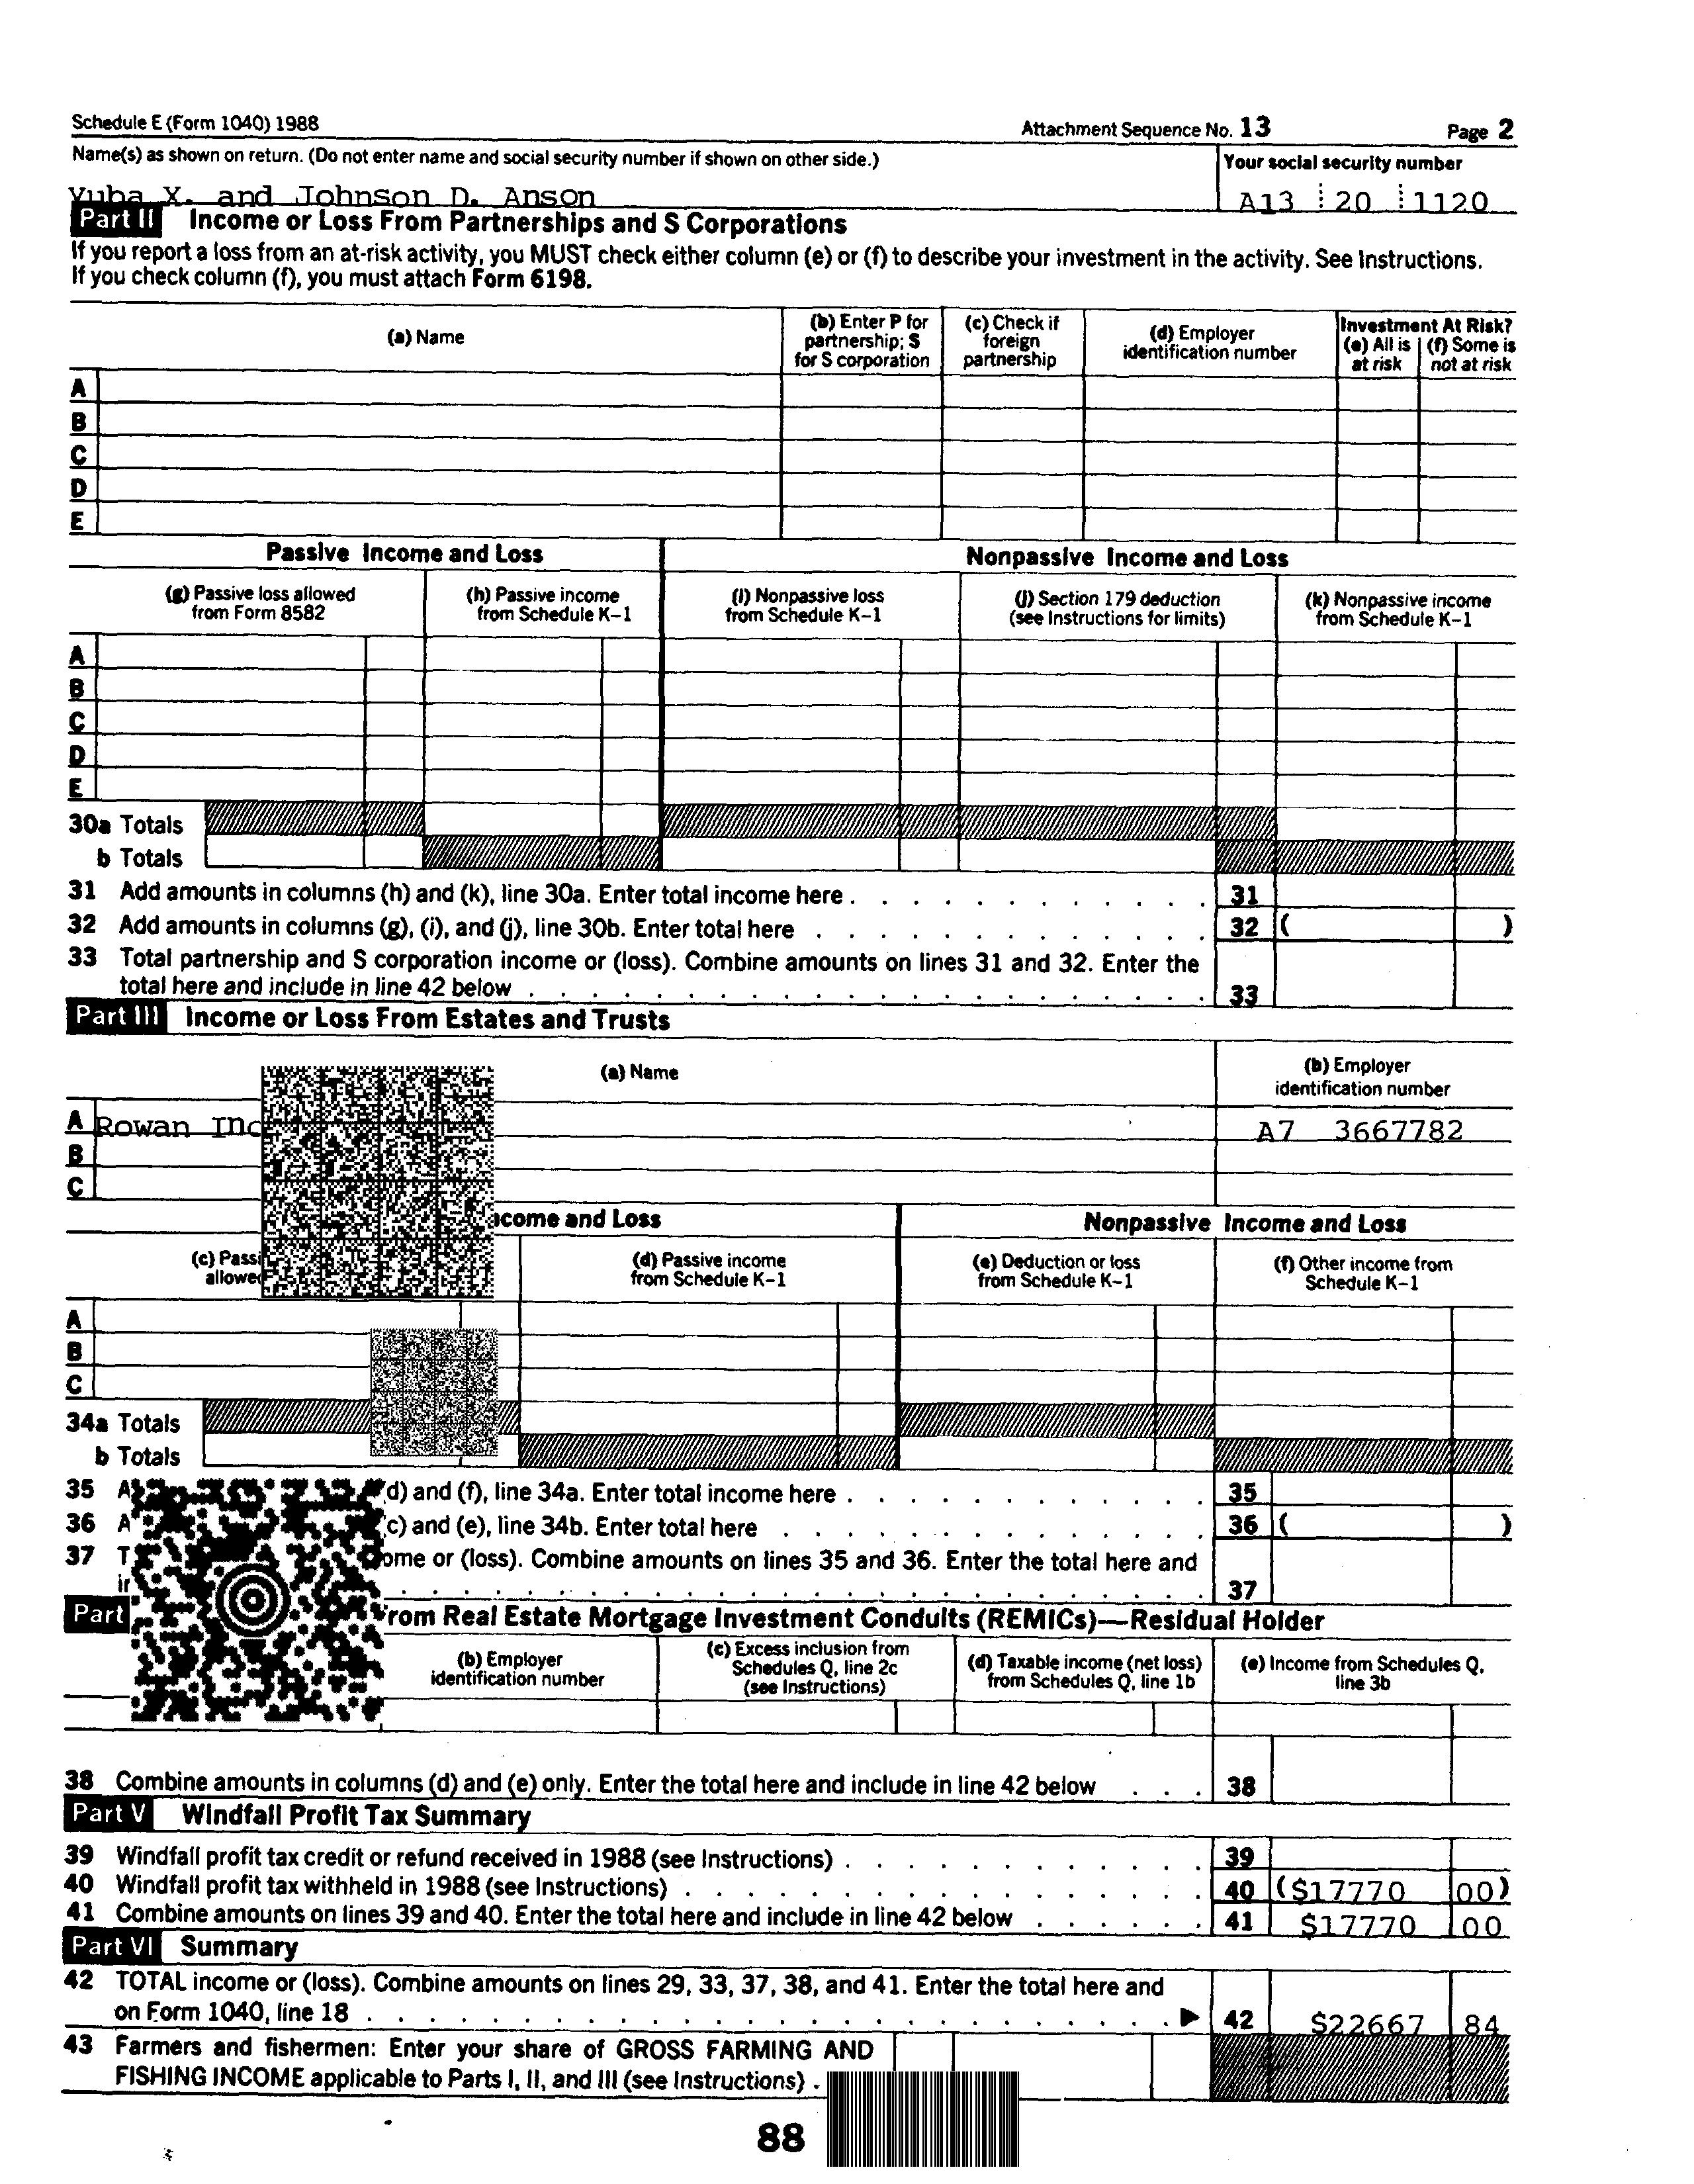 Schedule E (Form 1040) 1988 Attachment Sequence No. 13 Page 2
Name(s) as shown on return. (Do not enter name and social security number if shown on other side.) Your social security number
Yuba X. and Johnson D. Anson A13 20 1120
Part II Income or Loss From Partnerships and S Corporations
If you report a loss from an at-risk activity, you MUST check either column (e) or (f) to describe your investment in the activity. See Instructions.
If you check column (f), you must attach Form 6198.
(a) Name
(b) Enter P for
partnership; S
for S corporation
(c) Check if
foreign
partnership
(d) Employer
identification number
Investment At Risk?
(e) All is
at risk
(f) Some is
not at risk
A
B
C
D
E
Passive Income and Loss Nonpassive Income and Loss
(g) Passive loss allowed
from Form 8582
(h) Passive income
from Schedule K-1
(i) Nonpassive loss
from Schedule K-1
(j) Section 179 deduction
(see Instructions for limits)
(k) Nonpassive income
from Schedule K-1
A
B
C
D
E
30a Totals
b Totals
31 Add amounts in columns (h) and (k), line 30a. Enter total income here . . . 31
32 Add amounts in columns (g), (i), and (j), line 30b. Enter total here . . . 32 ( )
33 Total partnership and S corporation income or (loss). Combine amounts on lines 31 and 32. Enter the
total here and include in line 42 below . . . 33
Part III Income or Loss From Estates and Trusts
(a) Name
(b) Employer
identification number
A Rowan Inc A7 3667782
B
C
come and Loss Nonpassive Income and Loss
(c) Passi
allowed
(d) Passive income
from Schedule K-1
(e) Deduction or loss
from Schedule K-1
(f) Other income from
Schedule K-1
A
B
C
34a Totals
b Totals
35 A d) and (f), line 34a. Enter total income here . . . 35
36 A c) and (e), line 34b. Enter total here . . . 36 ( )
37 T ome or (loss). Combine amounts on lines 35 and 36. Enter the total here and
. . . 37
Part from Real Estate Mortgage Investment Conduits (REMICs)—Residual Holder
(b) Employer
identification number
(c) Excess inclusion from
Schedules Q, line 2c
(see Instructions)
(d) Taxable income (net loss)
from Schedules Q, line 1b
(e) Income from Schedules Q,
line 3b
38 Combine amounts in columns (d) and (e) only. Enter the total here and include in line 42 below . . . 38
Part V Windfall Profit Tax Summary
39 Windfall profit tax credit or refund received in 1988 (see Instructions) . . . 39
40 Windfall profit tax withheld in 1988 (see Instructions) . . . 40 ($17770 00)
41 Combine amounts on lines 39 and 40. Enter the total here and include in line 42 below . . . 41 $17770 00
Part VI Summary
42 TOTAL income or (loss). Combine amounts on lines 29, 33, 37, 38, and 41. Enter the total here and
on Form 1040, line 18 . . . 42 $22667 84
43 Farmers and fishermen: Enter your share of GROSS FARMING AND
FISHING INCOME applicable to Parts I, II, and III (see Instructions) .
88